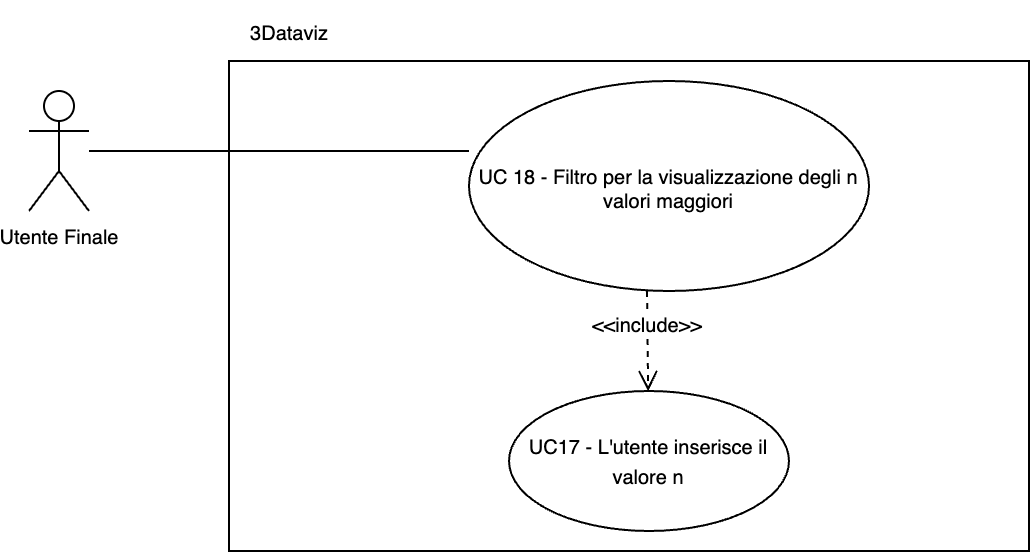 3Dataviz
Utente Finale
UC 18 - Filtro per la visualizzazione degli n
valori maggiori
<<include>>
UC17 - L'utente inserisce il
valore n